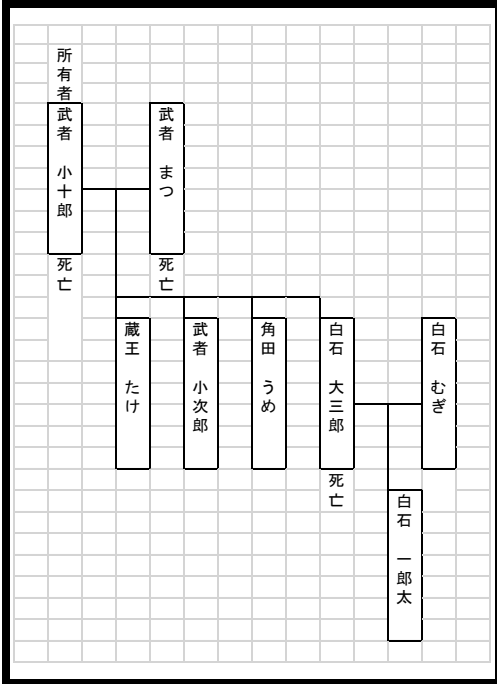 所有者
武者 小十郎
死亡
武者 まつ
死亡
蔵王 たけ
武者 小次郎
角田 うめ
白石 大三郎
死亡
白石 むぎ
白石 一郎太